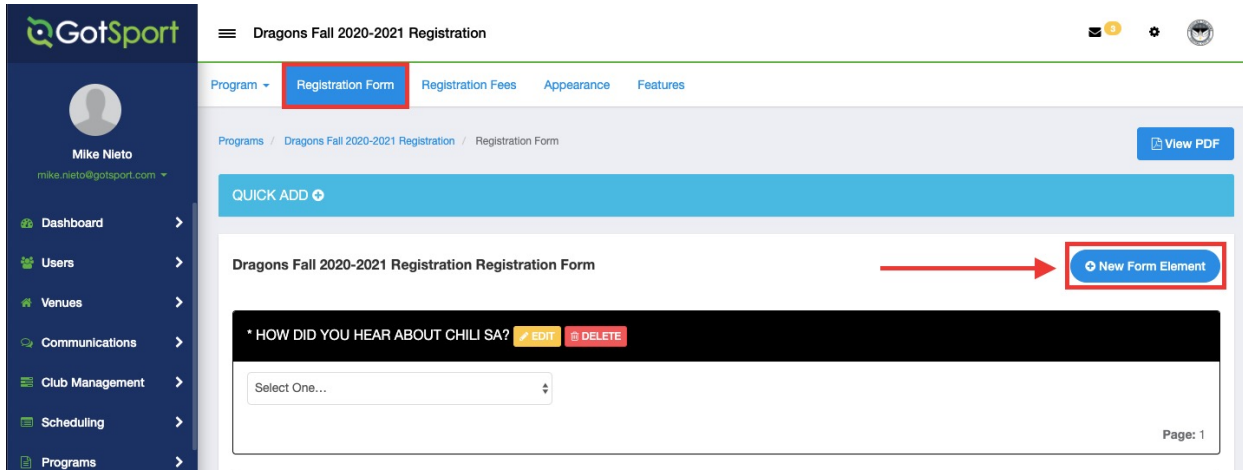 GotSport
Dragons Fall 2020-2021 Registration
3
Program
Registration Form
Registration Fees
Appearance
Features
Mike Nieto
mike.nieto@gotsport.com
Programs / Dragons Fall 2020-2021 Registration / Registration Form
View PDF
QUICK ADD
Dashboard
Users
Venues
Communications
Club Management
Scheduling
Programs
Dragons Fall 2020-2021 Registration Registration Form
New Form Element
* HOW DID YOU HEAR ABOUT CHILI SA? EDIT DELETE
Select One...
Page: 1